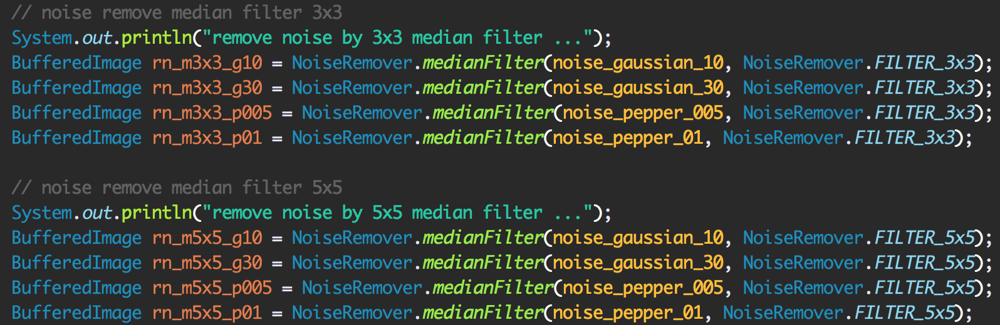 // noise remove median filter 3x3
System.out.println("remove noise by 3x3 median filter ...");
BufferedImage rn_m3x3_g10 = NoiseRemover.medianFilter(noise_gaussian_10, NoiseRemover.FILTER_3x3);
BufferedImage rn_m3x3_g30 = NoiseRemover.medianFilter(noise_gaussian_30, NoiseRemover.FILTER_3x3);
BufferedImage rn_m3x3_p005 = NoiseRemover.medianFilter(noise_pepper_005, NoiseRemover.FILTER_3x3);
BufferedImage rn_m3x3_p01 = NoiseRemover.medianFilter(noise_pepper_01, NoiseRemover.FILTER_3x3);
// noise remove median filter 5x5
System.out.println("remove noise by 5x5 median filter ...");
BufferedImage rn_m5x5_g10 = NoiseRemover.medianFilter(noise_gaussian_10, NoiseRemover.FILTER_5x5);
BufferedImage rn_m5x5_g30 = NoiseRemover.medianFilter(noise_gaussian_30, NoiseRemover.FILTER_5x5);
BufferedImage rn_m5x5_p005 = NoiseRemover.medianFilter(noise_pepper_005, NoiseRemover.FILTER_5x5);
BufferedImage rn_m5x5_p01 = NoiseRemover.medianFilter(noise_pepper_01, NoiseRemover.FILTER_5x5);